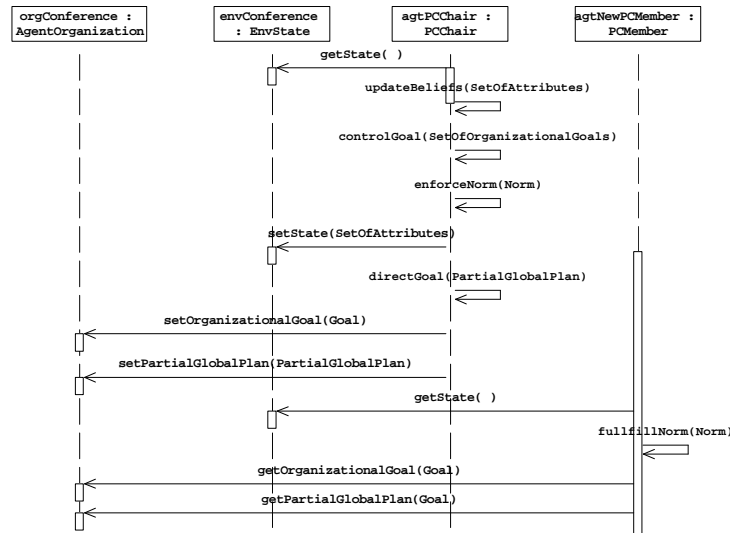 orgConference :
AgentOrganization
envConference
: EnvState
agtPCChair :
PCChair
agtNewPCMember :
PCMember
getState( )
updateBeliefs(SetOfAttributes)
controlGoal(SetOfOrganizationalGoals)
enforceNorm(Norm)
setState(SetOfAttributes)
directGoal(PartialGlobalPlan)
setOrganizationalGoal(Goal)
setPartialGlobalPlan(PartialGlobalPlan)
getState( )
fullfillNorm(Norm)
getOrganizationalGoal(Goal)
getPartialGlobalPlan(Goal)